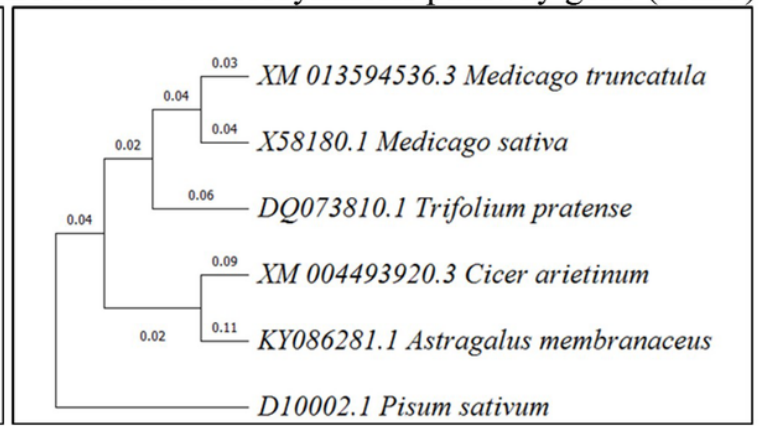 0.03
XM 013594536.3 Medicago truncatula
0.04
0.04
X58180.1 Medicago sativa
0.02
0.06
DQ073810.1 Trifolium pratense
0.04
0.09
XM 004493920.3 Cicer arietinum
0.02
0.11
KY086281.1 Astragalus membranaceus
D10002.1 Pisum sativum